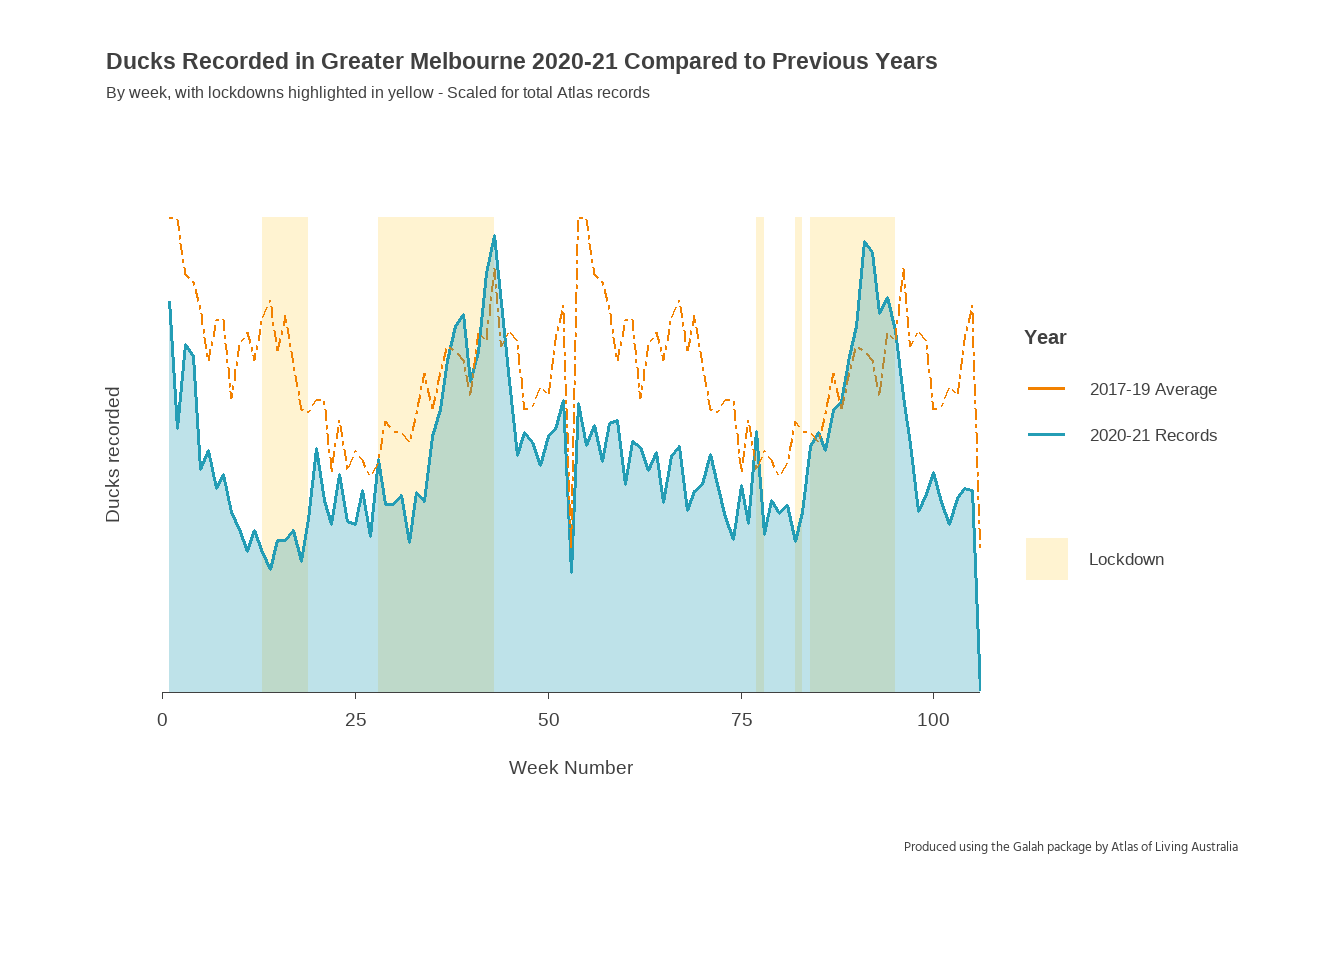 Ducks Recorded in Greater Melbourne 2020-21 Compared to Previous Years
By week, with lockdowns highlighted in yellow - Scaled for total Atlas records
Ducks recorded
Year
2017-19 Average
2020-21 Records
Lockdown
0 25 50 75 100
Week Number
Produced using the Galah package by Atlas of Living Australia